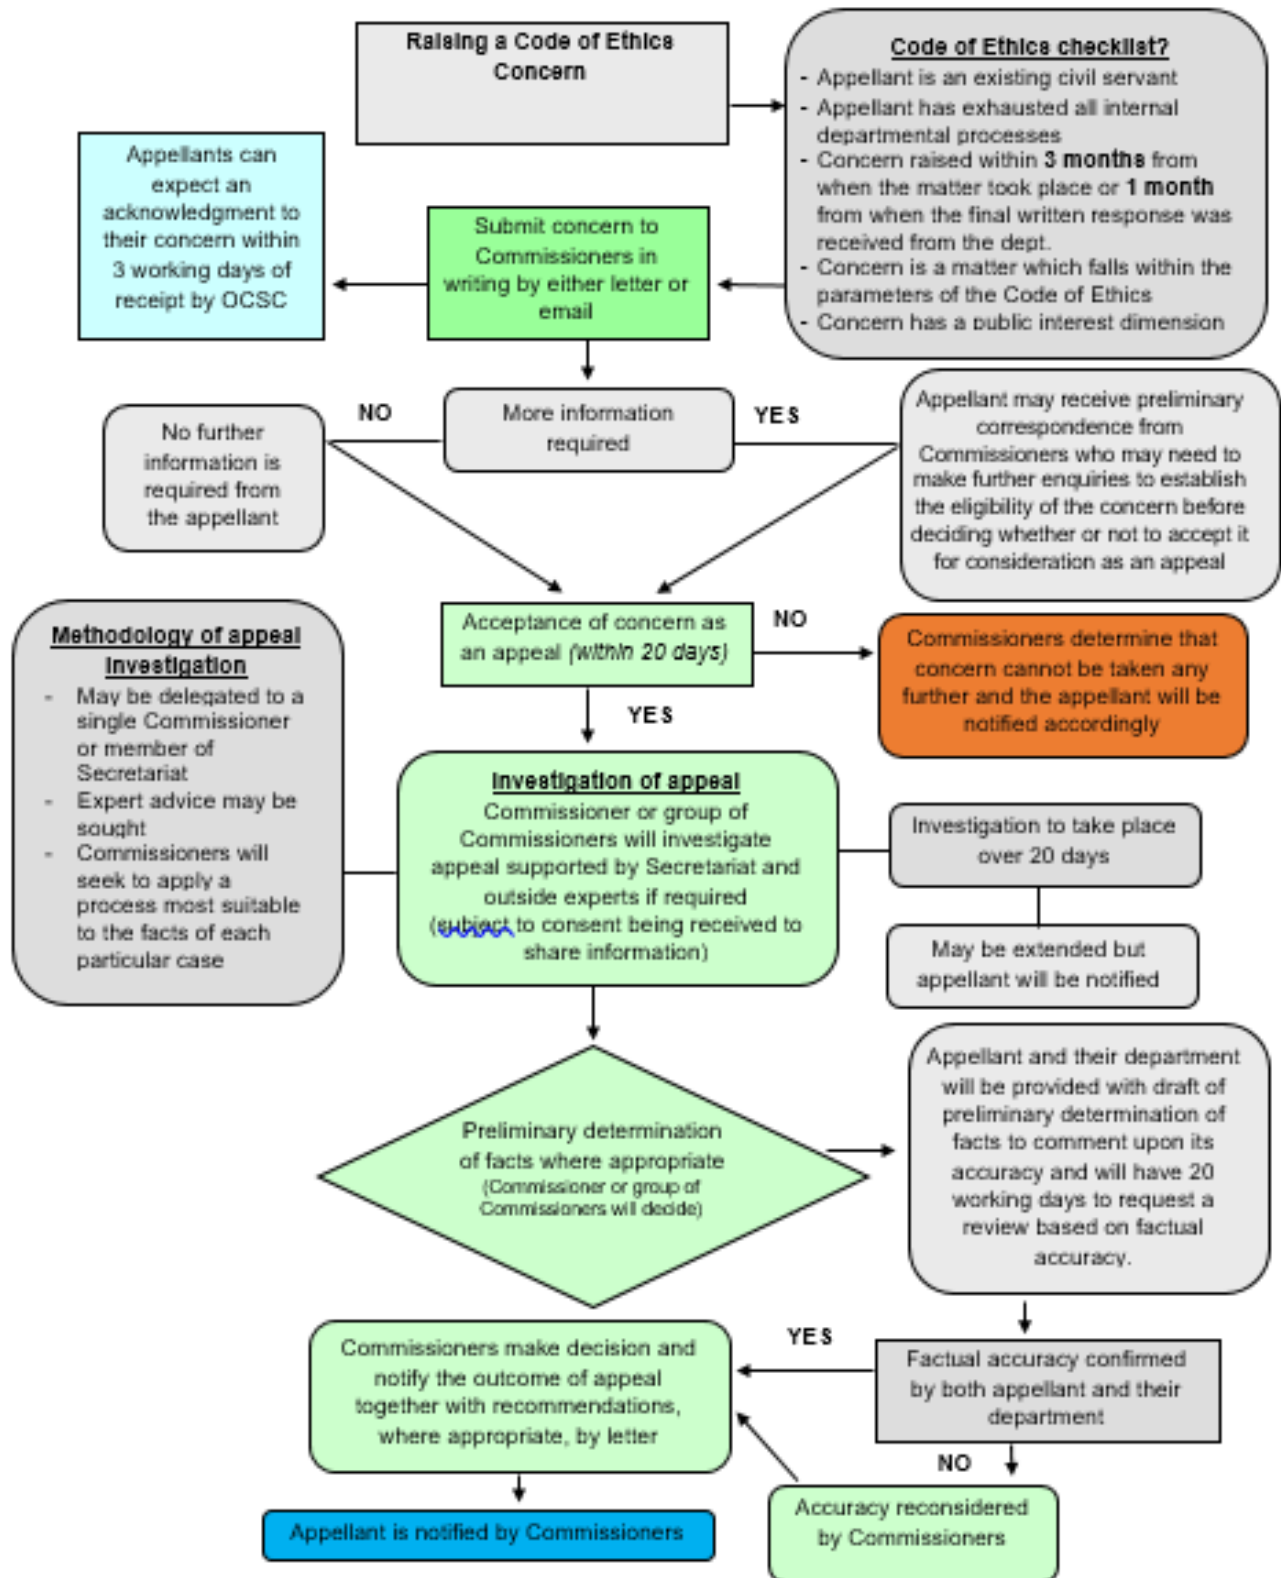 Raising a Code of Ethics
Concern
Code of Ethics checklist?
- Appellant is an existing civil servant
- Appellant has exhausted all internal
departmental processes
- Concern raised within 3 months from
when the matter took place or 1 month
from when the final written response was
received from the dept.
- Concern is a matter which falls within the
parameters of the Code of Ethics
- Concern has a public interest dimension
Appellants can
expect an
acknowledgment to
their concern within
3 working days of
receipt by OCSC
Submit concern to
Commissioners in
writing by either letter or
email
NO
More information
required
YES
No further
information is
required from
the appellant
Appellant may receive preliminary
correspondence from
Commissioners who may need to
make further enquiries to establish
the eligibility of the concern before
deciding whether or not to accept it
for consideration as an appeal
Acceptance of concern as
an appeal (within 20 days)
NO
Commissioners determine that
concern cannot be taken any
further and the appellant will be
notified accordingly
YES
Methodology of appeal
Investigation
- May be delegated to a
single Commissioner
or member of
Secretariat
- Expert advice may be
sought
- Commissioners will
seek to apply a
process most suitable
to the facts of each
particular case
Investigation of appeal
Commissioner or group of
Commissioners will investigate
appeal supported by Secretariat and
outside experts if required
(subject to consent being received to
share information)
Investigation to take place
over 20 days
May be extended but
appellant will be notified
Preliminary determination
of facts where appropriate
(Commissioner or group of
Commissioners will decide)
Appellant and their department
will be provided with draft of
preliminary determination of
facts to comment upon its
accuracy and will have 20
working days to request a
review based on factual
accuracy.
YES
Factual accuracy confirmed
by both appellant and their
department
Commissioners make decision and
notify the outcome of appeal
together with recommendations,
where appropriate, by letter
NO
Accuracy reconsidered
by Commissioners
Appellant is notified by Commissioners